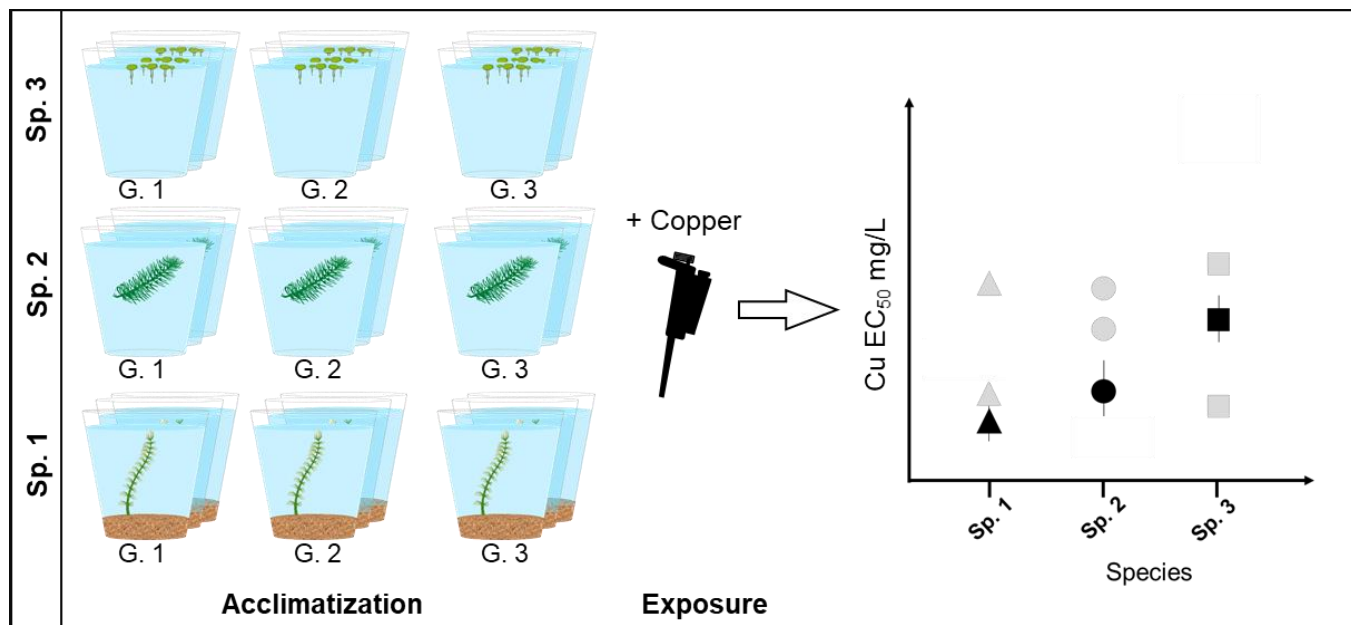 Sp. 3
G. 1
G. 2
G. 3
Sp. 2
G. 1
G. 2
G. 3
Sp. 1
G. 1
G. 2
G. 3
Acclimatization
+ Copper
Exposure
Cu EC₅₀ mg/L
Sp. 1
Sp. 2
Sp. 3
Species